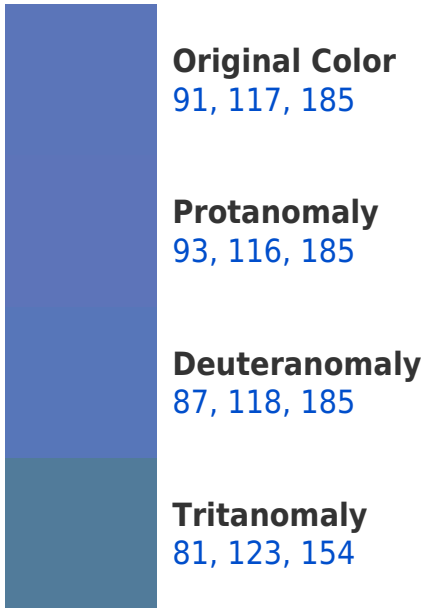 Original Color
91, 117, 185
Protanomaly
93, 116, 185
Deuteranomaly
87, 118, 185
Tritanomaly
81, 123, 154